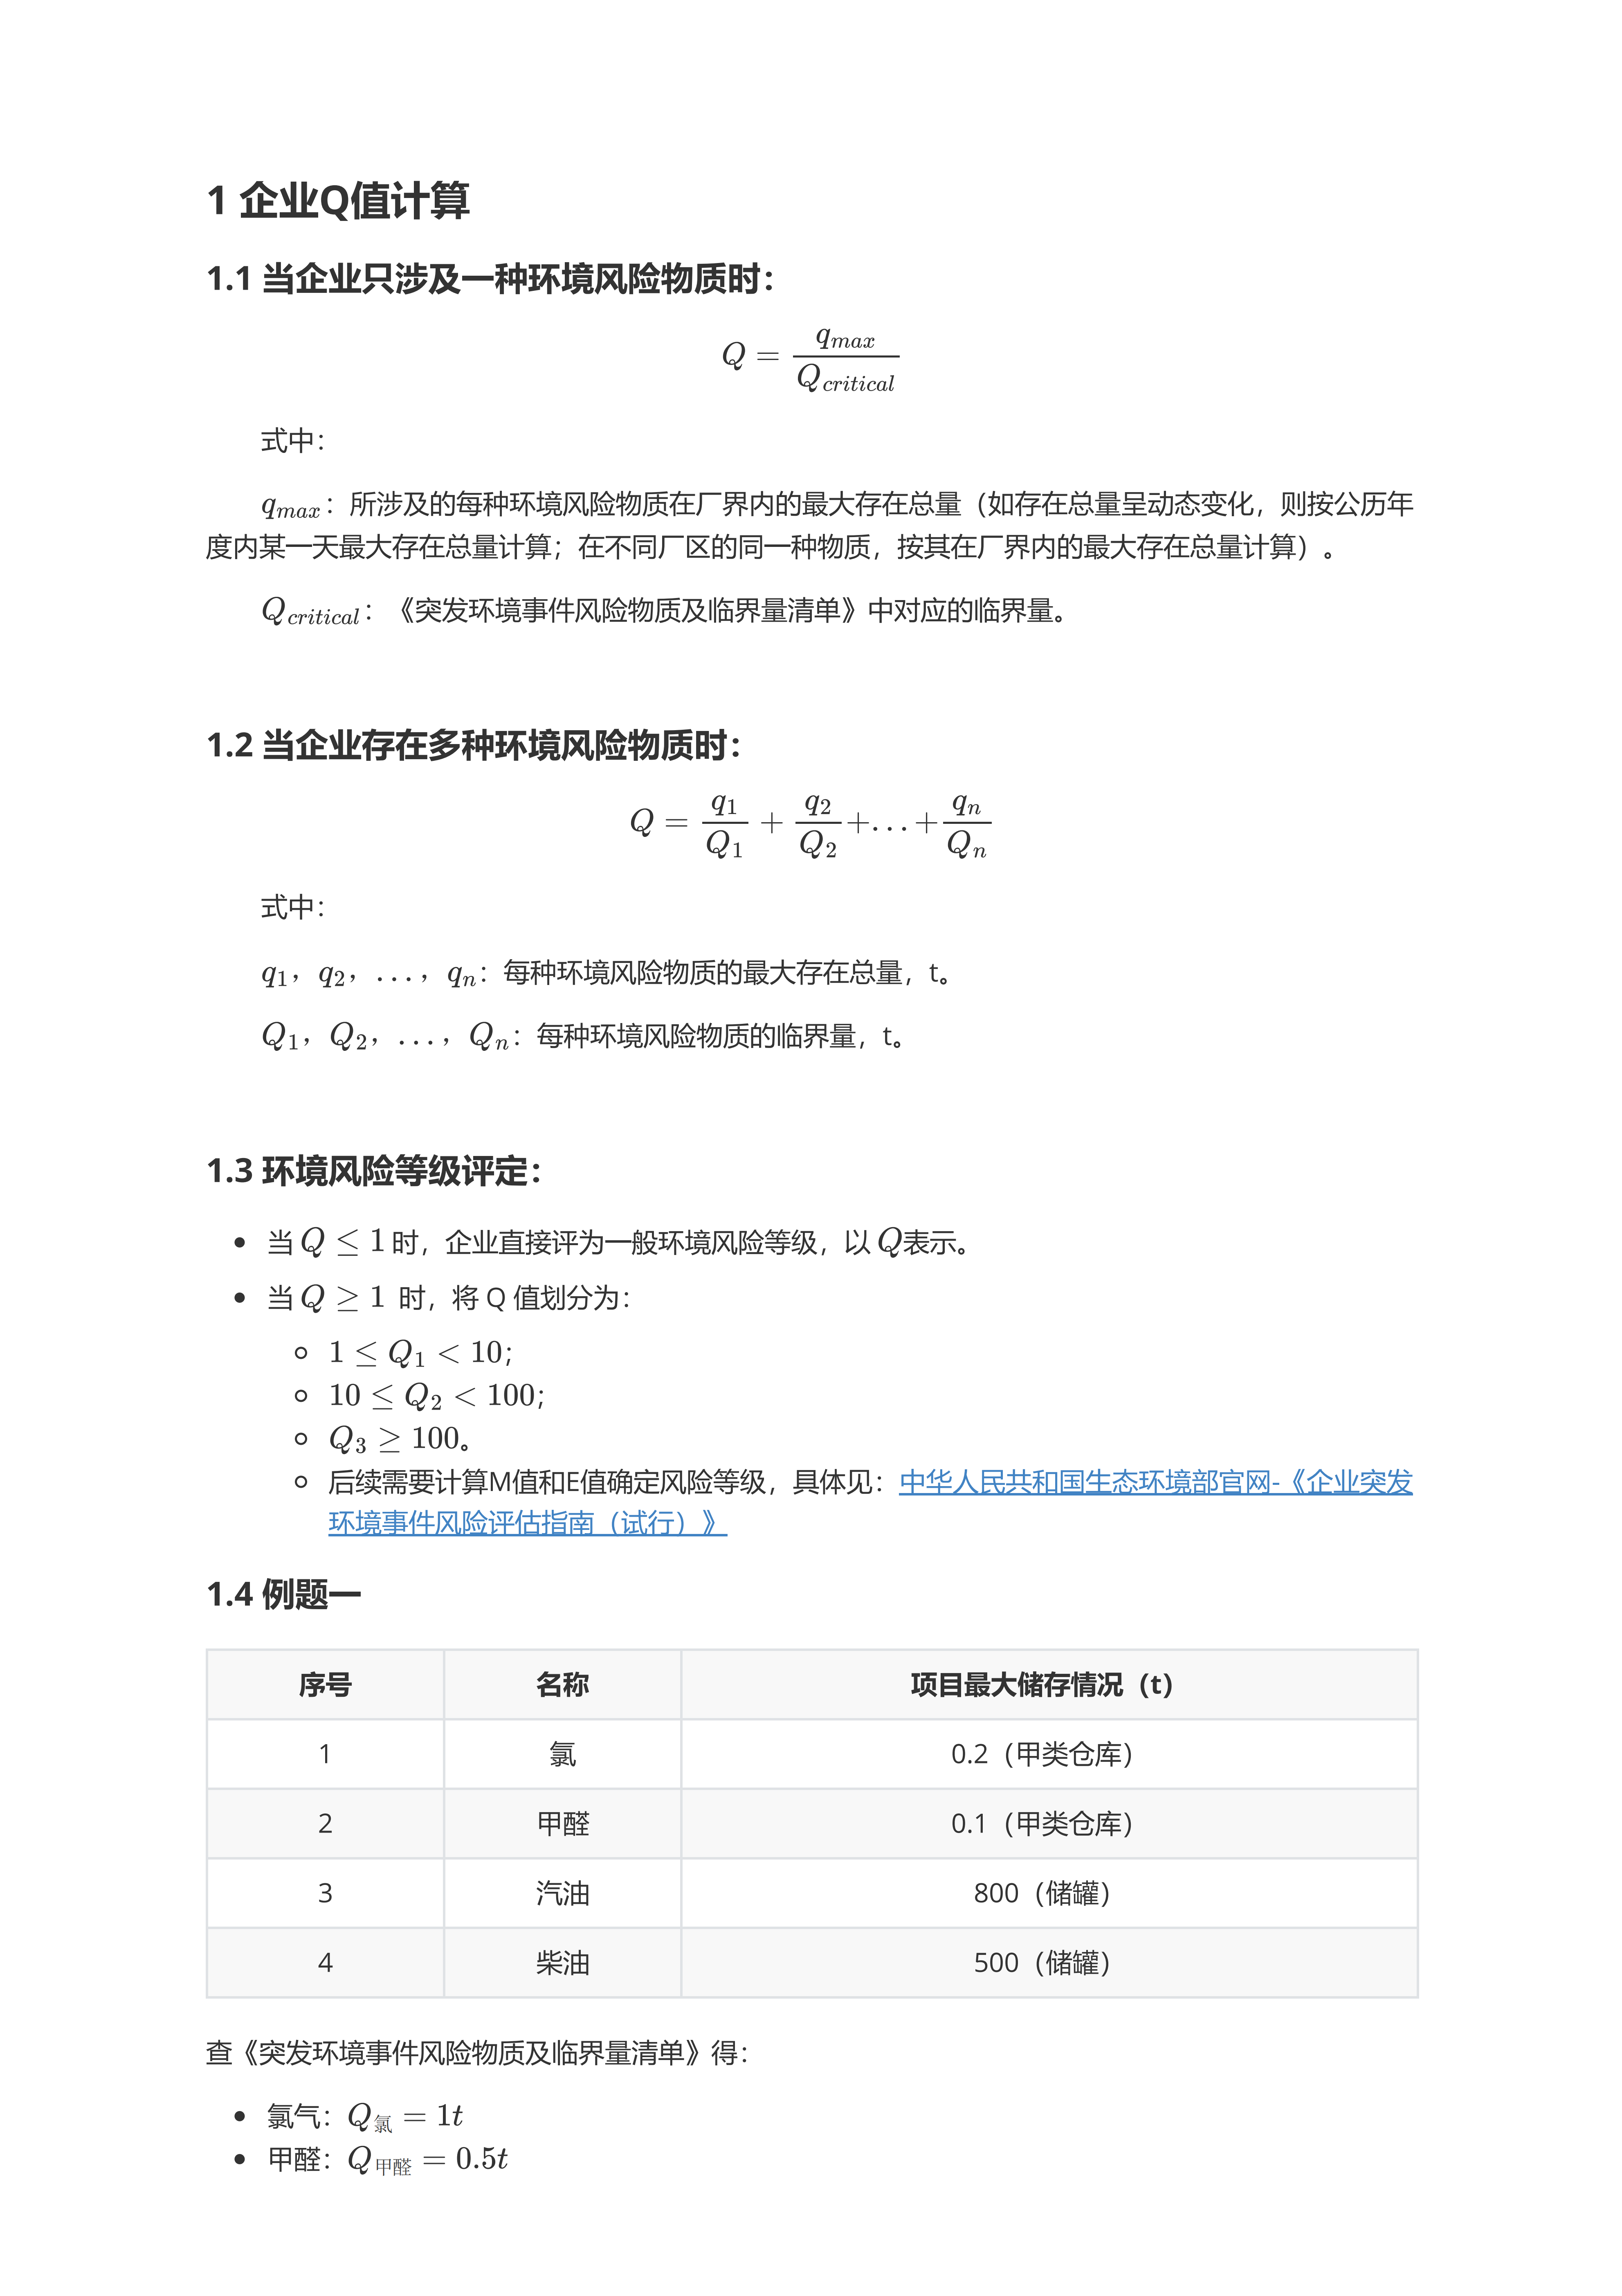 1 企业Q值计算
1.1 当企业只涉及一种环境风险物质时：
Q = \frac{q_{max}}{Q_{critical}}
式中：
q_{max}：所涉及的每种环境风险物质在厂界内的最大存在总量（如存在总量呈动态变化，则按公历年
度内某一天最大存在总量计算；在不同厂区的同一种物质，按其在厂界内的最大存在总量计算）。
Q_{critical}：《突发环境事件风险物质及临界量清单》中对应的临界量。
1.2 当企业存在多种环境风险物质时：
Q = \frac{q_1}{Q_1} + \frac{q_2}{Q_2} + ... + \frac{q_n}{Q_n}
式中：
q_1，q_2，...，q_n：每种环境风险物质的最大存在总量，t。
Q_1，Q_2，...，Q_n：每种环境风险物质的临界量，t。
1.3 环境风险等级评定：
• 当 Q ≤ 1 时，企业直接评为一般环境风险等级，以 Q表示。
• 当 Q ≥ 1 时，将 Q 值划分为：
◦ 1 ≤ Q_1 < 10；
◦ 10 ≤ Q_2 < 100；
◦ Q_3 ≥ 100。
◦ 后续需要计算M值和E值确定风险等级，具体见：中华人民共和国生态环境部官网-《企业突发
环境事件风险评估指南（试行）》
1.4 例题一
序号 名称 项目最大储存情况（t）
1 氯 0.2（甲类仓库）
2 甲醛 0.1（甲类仓库）
3 汽油 800（储罐）
4 柴油 500（储罐）
查《突发环境事件风险物质及临界量清单》得：
• 氯气：Q_氯 = 1t
• 甲醛：Q_甲醛 = 0.5t